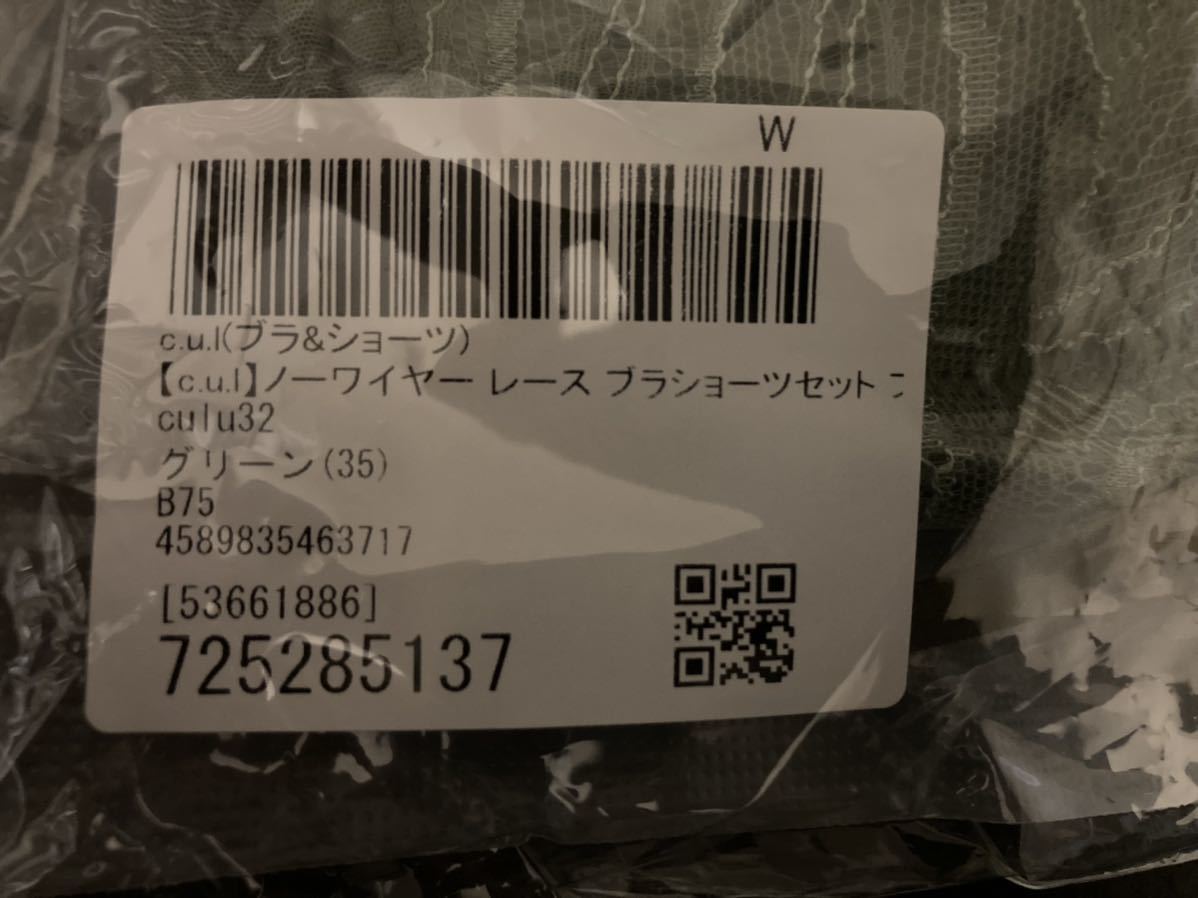 W
c.u.l(ブラ&ショーツ)
【c.u.l】ノーワイヤー レース ブラショーツセット
culu32
グリーン(35)
B75
4589835463717
[53661886]
725285137